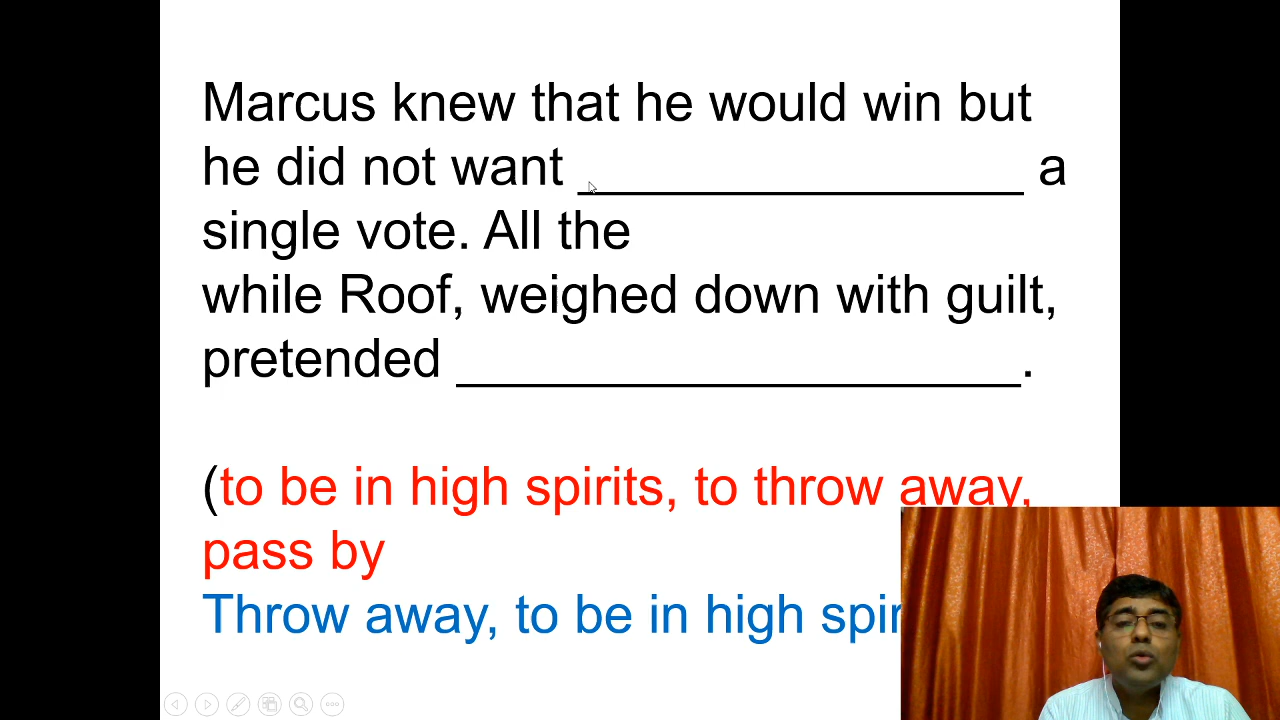 Marcus knew that he would win but
he did not want ________________ a
single vote. All the
while Roof, weighed down with guilt,
pretended ____________________.
(to be in high spirits, to throw away,
pass by
Throw away, to be in high